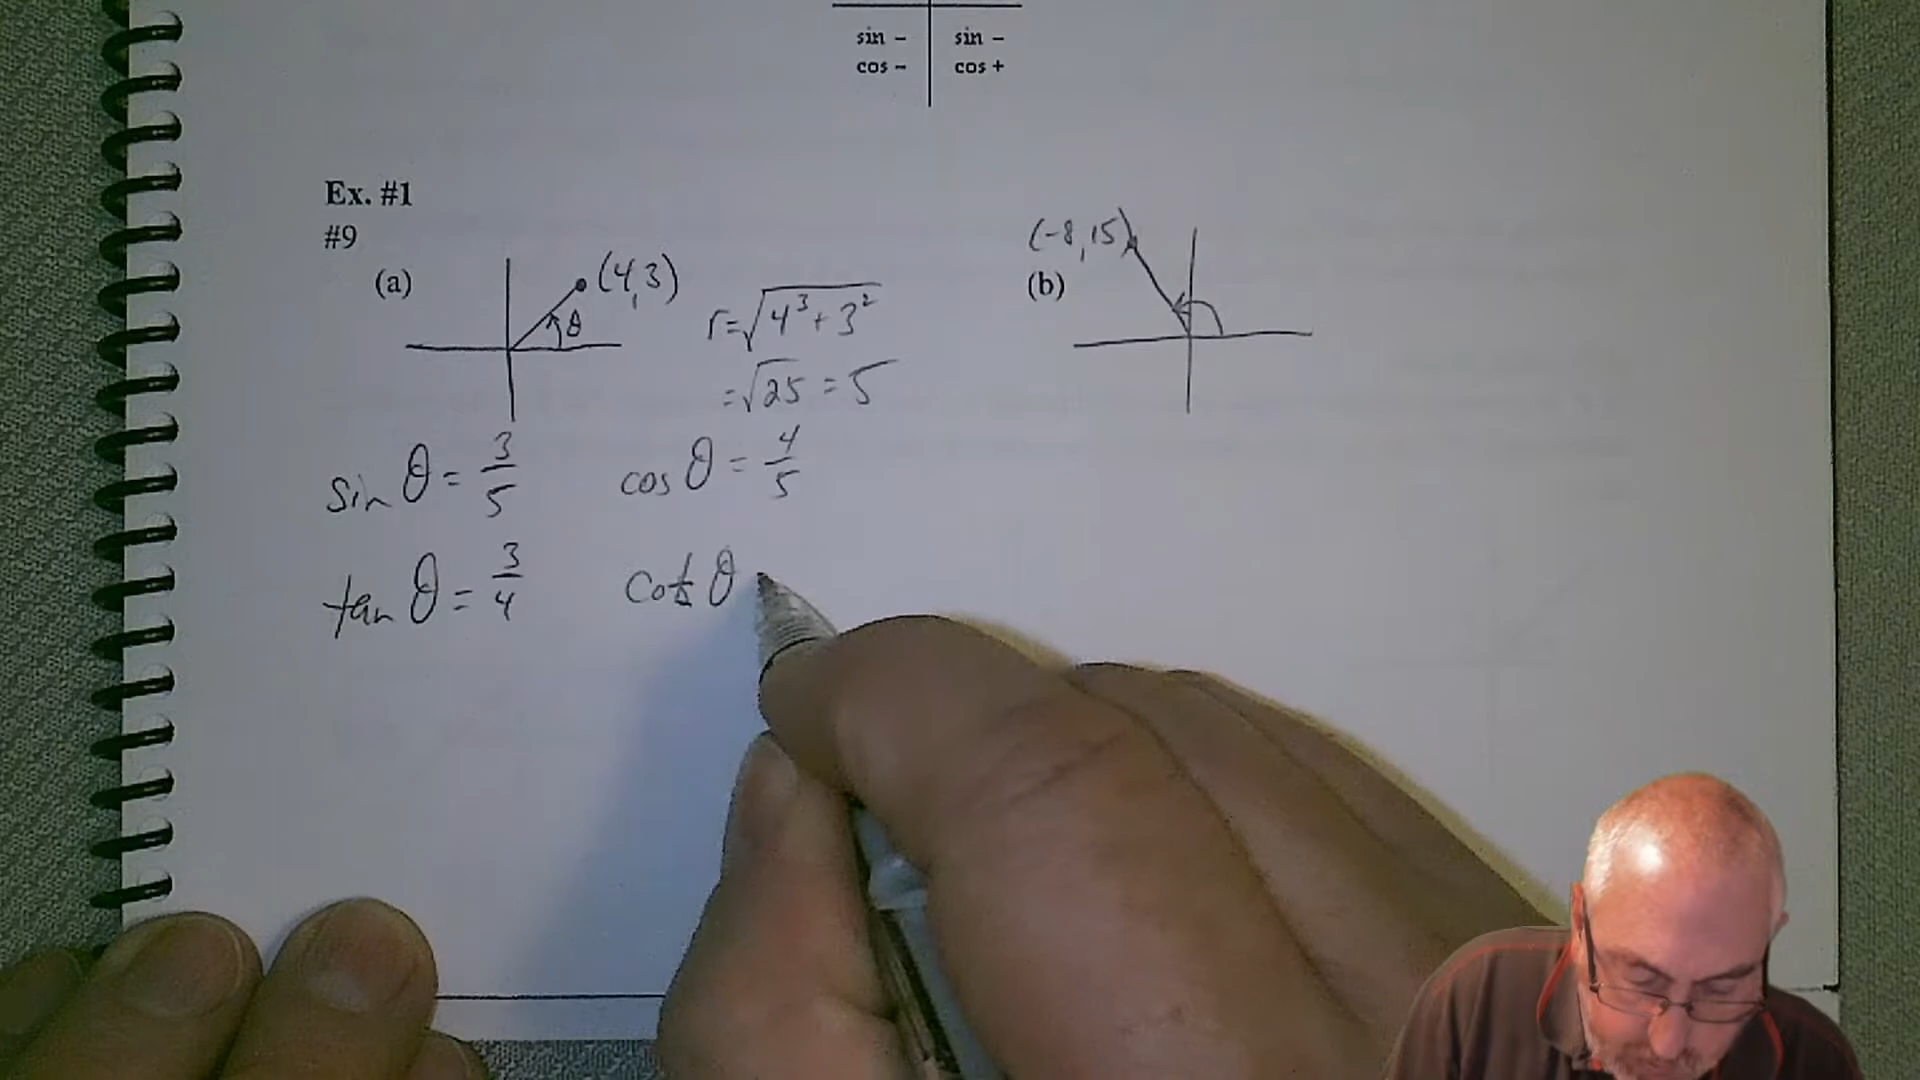 sin – sin –
cos – cos +
Ex. #1
#9
(a) (4,3)
θ
r=√4³+3²
=√25 = 5
sin θ = 3/5 cos θ = 4/5
tan θ = 3/4 cot θ
(-8,15)
(b)